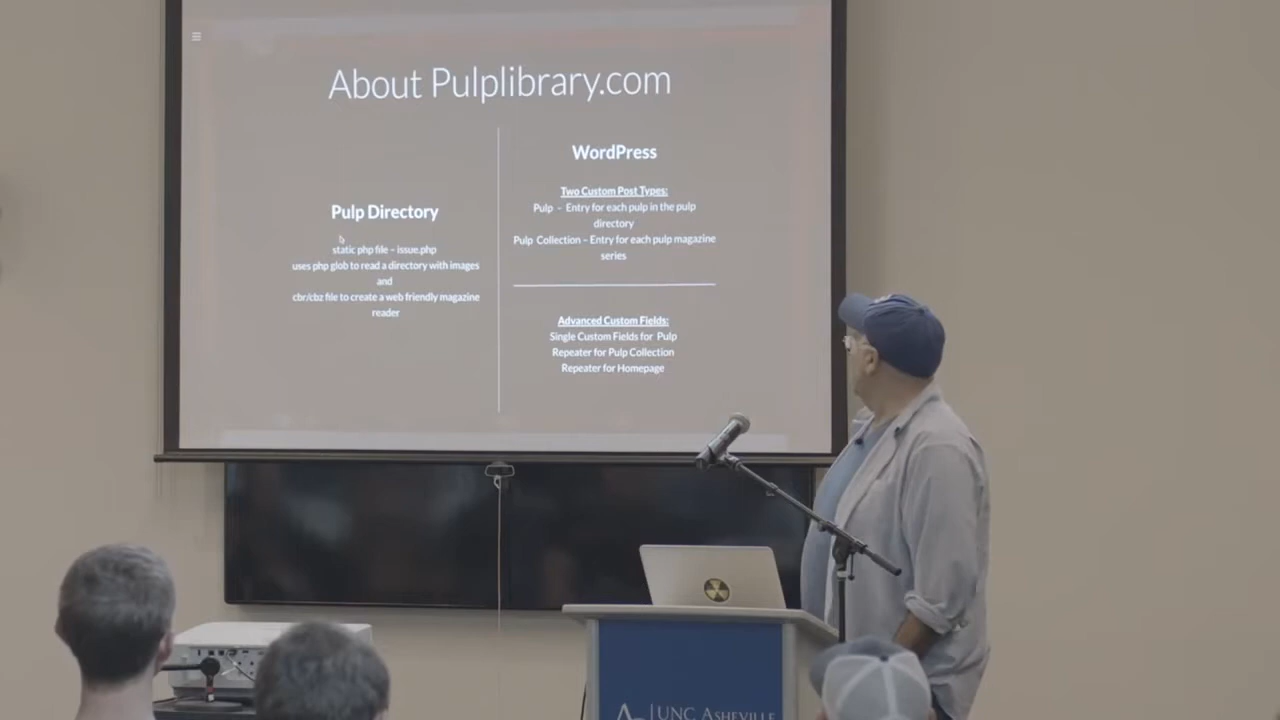 About Pulplibrary.com
Pulp Directory
static php file – issue.php
uses php glob to read a directory with images
and
cbr/cbz file to create a web friendly magazine
reader
WordPress
Two Custom Post Types:
Pulp – Entry for each pulp in the pulp
directory
Pulp Collection – Entry for each pulp magazine
series
Advanced Custom Fields:
Single Custom Fields for Pulp
Repeater for Pulp Collection
Repeater for Homepage
UNC ASHEVILLE